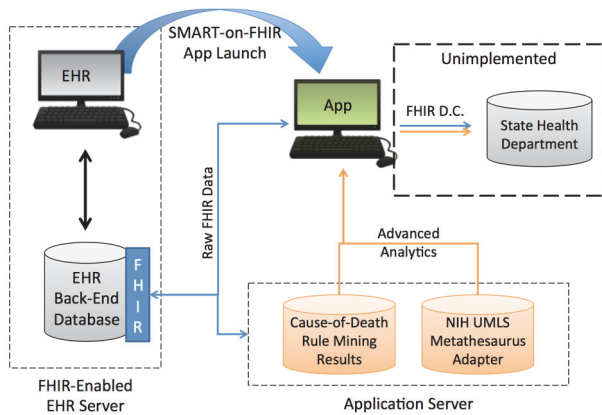 SMART-on-FHIR
App Launch
EHR
App
Unimplemented
FHIR D.C.
State Health
Department
Raw FHIR Data
Advanced
Analytics
EHR
Back-End
Database
FHIR
Cause-of-Death
Rule Mining
Results
NIH UMLS
Metathesaurus
Adapter
FHIR-Enabled
EHR Server
Application Server